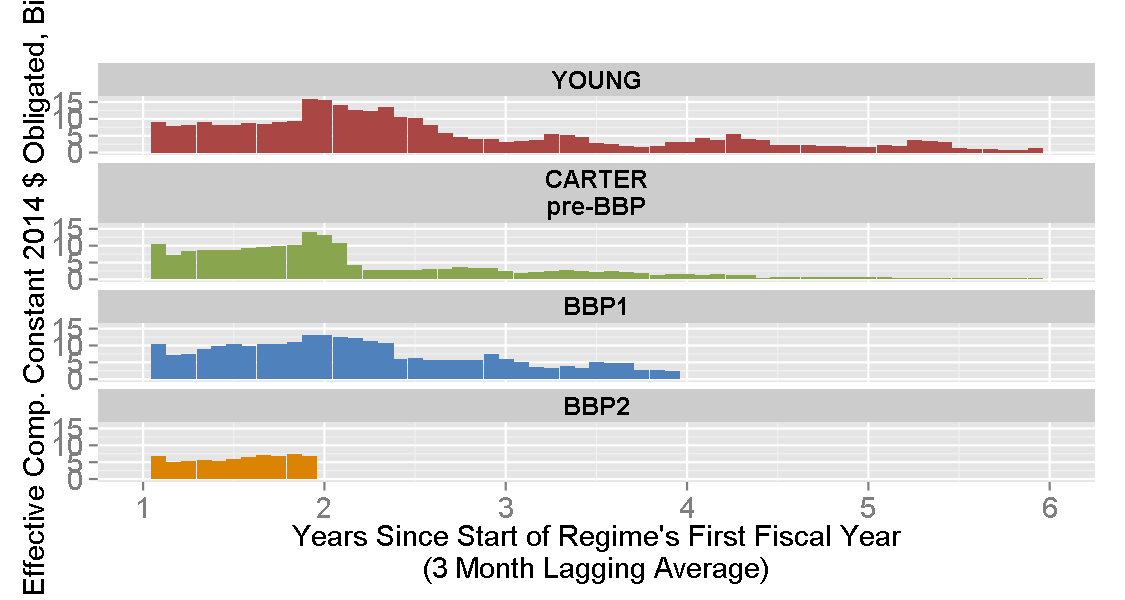 Effective Comp. Constant 2014 $ Obligated, Bi
YOUNG
15
10
5
0
CARTER
pre-BBP
15
10
5
0
BBP1
15
10
5
0
BBP2
15
10
5
0
1 2 3 4 5 6
Years Since Start of Regime's First Fiscal Year
(3 Month Lagging Average)